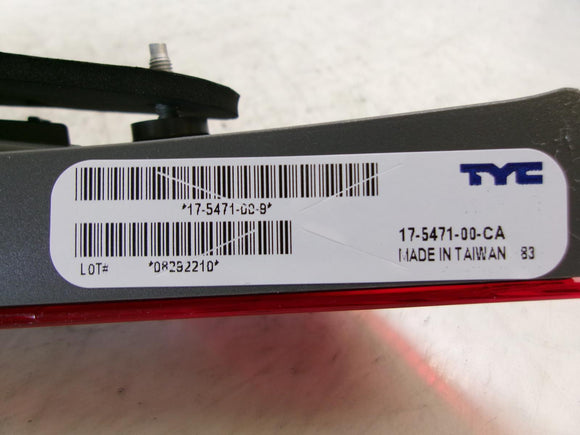 TYC
*17-5471-00-9*
17-5471-00-CA
LOT# *08292210*
MADE IN TAIWAN 83